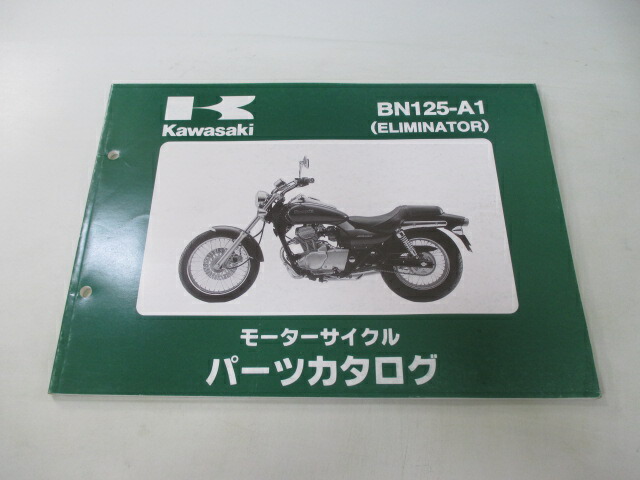 Kawasaki
BN125-A1
(ELIMINATOR)
モーターサイクル
パーツカタログ